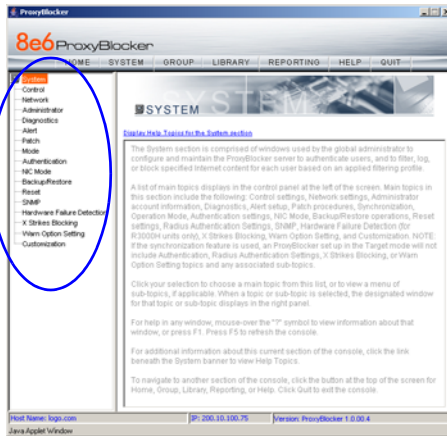 ProxyBlocker
8e6 ProxyBlocker
HOME SYSTEM GROUP LIBRARY REPORTING HELP QUIT
System
Control
Network
Administrator
Diagnostics
Alert
Patch
Mode
Authentication
NIC Mode
Backup/Restore
Reset
SNMP
Hardware Failure Detection
X Strikes Blocking
Warn Option Setting
Customization
SYSTEM
Display Help Topics for the System section
The System section is comprised of windows used by the global administrator to
configure and maintain the ProxyBlocker server to authenticate users, and to filter, log,
or block specified Internet content for each user based on an applied filtering profile.
A list of main topics displays in the control panel at the left of the screen. Main topics in
this section include the following: Control settings, Network settings, Administrator
account information, Diagnostics, Alert setup, Patch procedures, Synchronization,
Operation Mode, Authentication settings, NIC Mode, Backup/Restore operations, Reset
settings, Radius Authentication Settings, SNMP, Hardware Failure Detection (for
R3000H units only), X Strikes Blocking, Warn Option Setting, and Customization. NOTE:
If the synchronization feature is used, an ProxyBlocker set up in the Target mode will not
include Authentication, Radius Authentication Settings, X Strikes Blocking, or Warn
Option Setting topics and any associated sub-topics.
Click your selection to choose a main topic from this list, or to view a menu of
sub-topics, if applicable. When a topic or sub-topic is selected, the designated window
for that topic or sub-topic displays in the right panel.
For help in any window, mouse-over the "?" symbol to view information about that
window, or press F1. Press F5 to refresh the console.
For additional information about this current section of the console, click the link
beneath the System banner to view Help Topics.
To navigate to another section of the console, click the button at the top of the screen for
Home, Group, Library, Reporting, or Help. Click Quit to exit the console.
Host Name: logo.com IP: 200.10.100.75 Version: ProxyBlocker 1.0.00.4
Java Applet Window